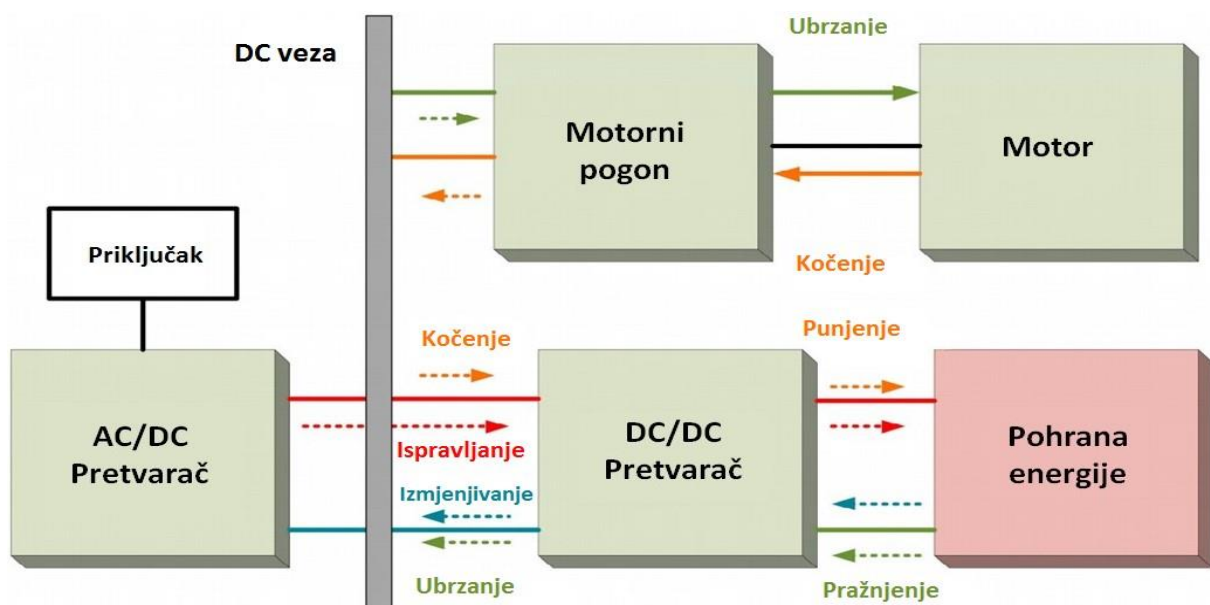 Ubrzanje
DC veza
Motorni
pogon
Motor
Priključak
Kočenje
Kočenje
Punjenje
AC/DC
Pretvarač
Ispravljanje
DC/DC
Pretvarač
Pohrana
energije
Izmjenjivanje
Ubrzanje
Pražnjenje